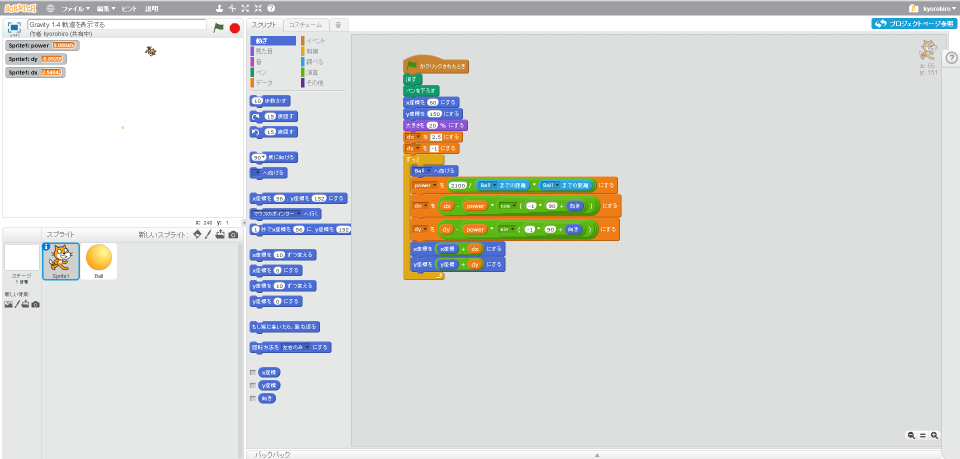 SCRATCH ファイル 編集 ヒント 説明 kyorohiro
Gravity 1-4 軌道を表示する
作者 kyorohiro (共有中)
プロジェクトページ参照
スクリプト コスチューム 音
Sprite1: power
Sprite1: dy
Sprite1: dx
動き イベント
見た目 制御
音 調べる
ペン 演算
データ その他
10 歩動かす
15 度回す
15 度回す
90 度に向ける
へ向ける
x座標を 96 、y座標を 152 にする
マウスのポインター へ行く
1 秒でx座標を 96 に、y座標を 152
x座標を 10 ずつ変える
x座標を 0 にする
y座標を 10 ずつ変える
y座標を 0 にする
もし端に着いたら、跳ね返る
回転方法を 左右のみ にする
x座標
y座標
向き
がクリックされたとき
消す
ペンを下ろす
x座標を 60 にする
y座標を 150 にする
大きさを 20 % にする
dx を 2.5 にする
dy を -1 にする
ずっと
Ball へ向ける
power を 2100 / Ball までの距離 * Ball までの距離 にする
dx を dx - power * cos ( -1 * 90 + 向き ) にする
dy を dy - power * sin ( -1 * 90 + 向き ) にする
x座標を x座標 + dx にする
y座標を y座標 + dy にする
x: 56
y: 151
x: 240 y: 1
スプライト 新しいスプライト:
ステージ
1 背景
Sprite1
Ball
新しい背景:
バックパック